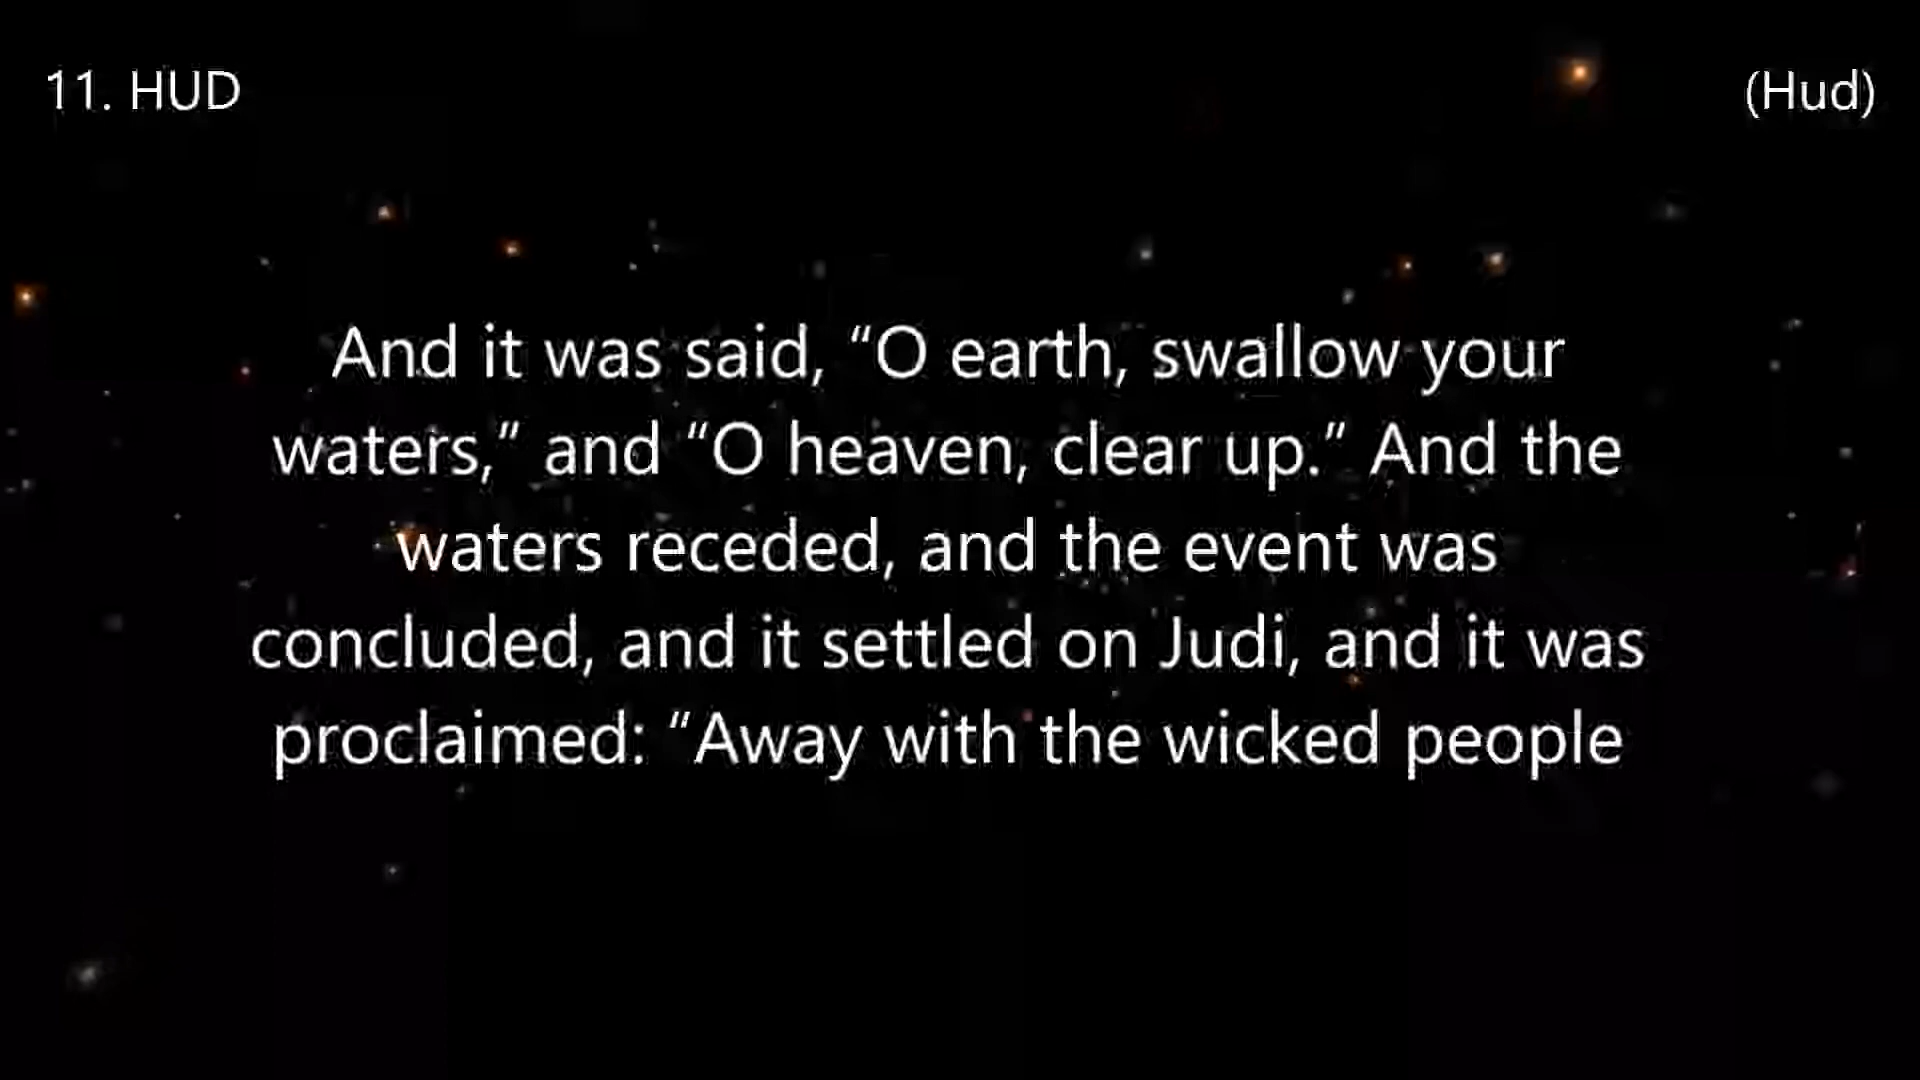 11. HUD
(Hud)
And it was said, “O earth, swallow your
waters,” and “O heaven, clear up.” And the
waters receded, and the event was
concluded, and it settled on Judi, and it was
proclaimed: “Away with the wicked people